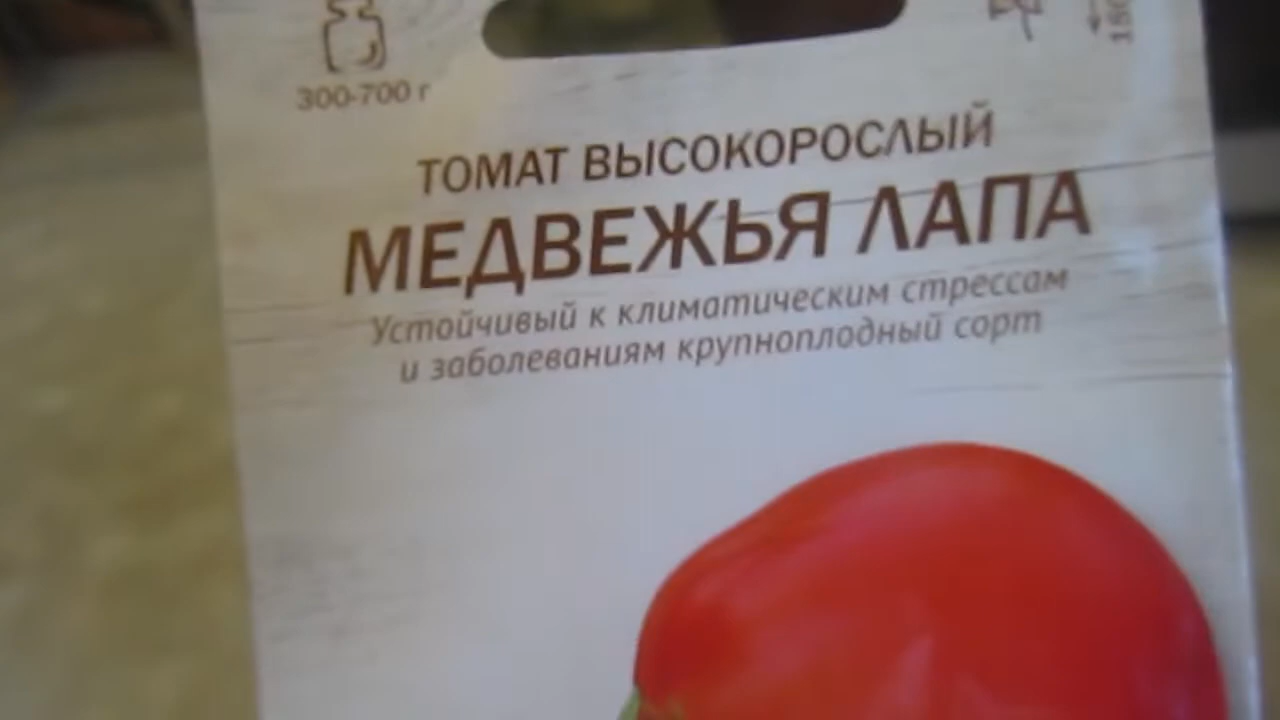 300-700 г
ТОМАТ ВЫСОКОРОСЛЫЙ
МЕДВЕЖЬЯ ЛАПА
Устойчивый к климатическим стрессам
и заболеваниям крупноплодный сорт